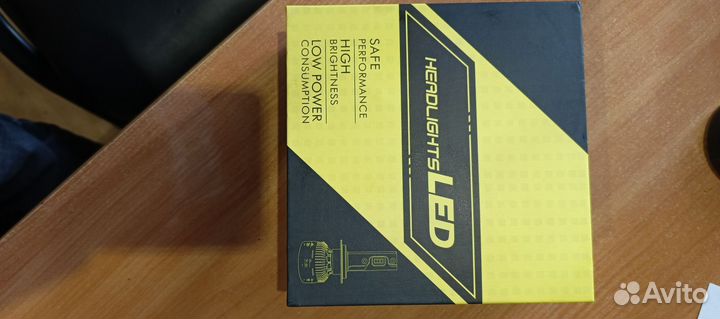 SAFE
PERFORMANCE
HIGH
BRIGHTNESS
LOW POWER
CONSUMPTION
HEADLIGHTS LED
Avito